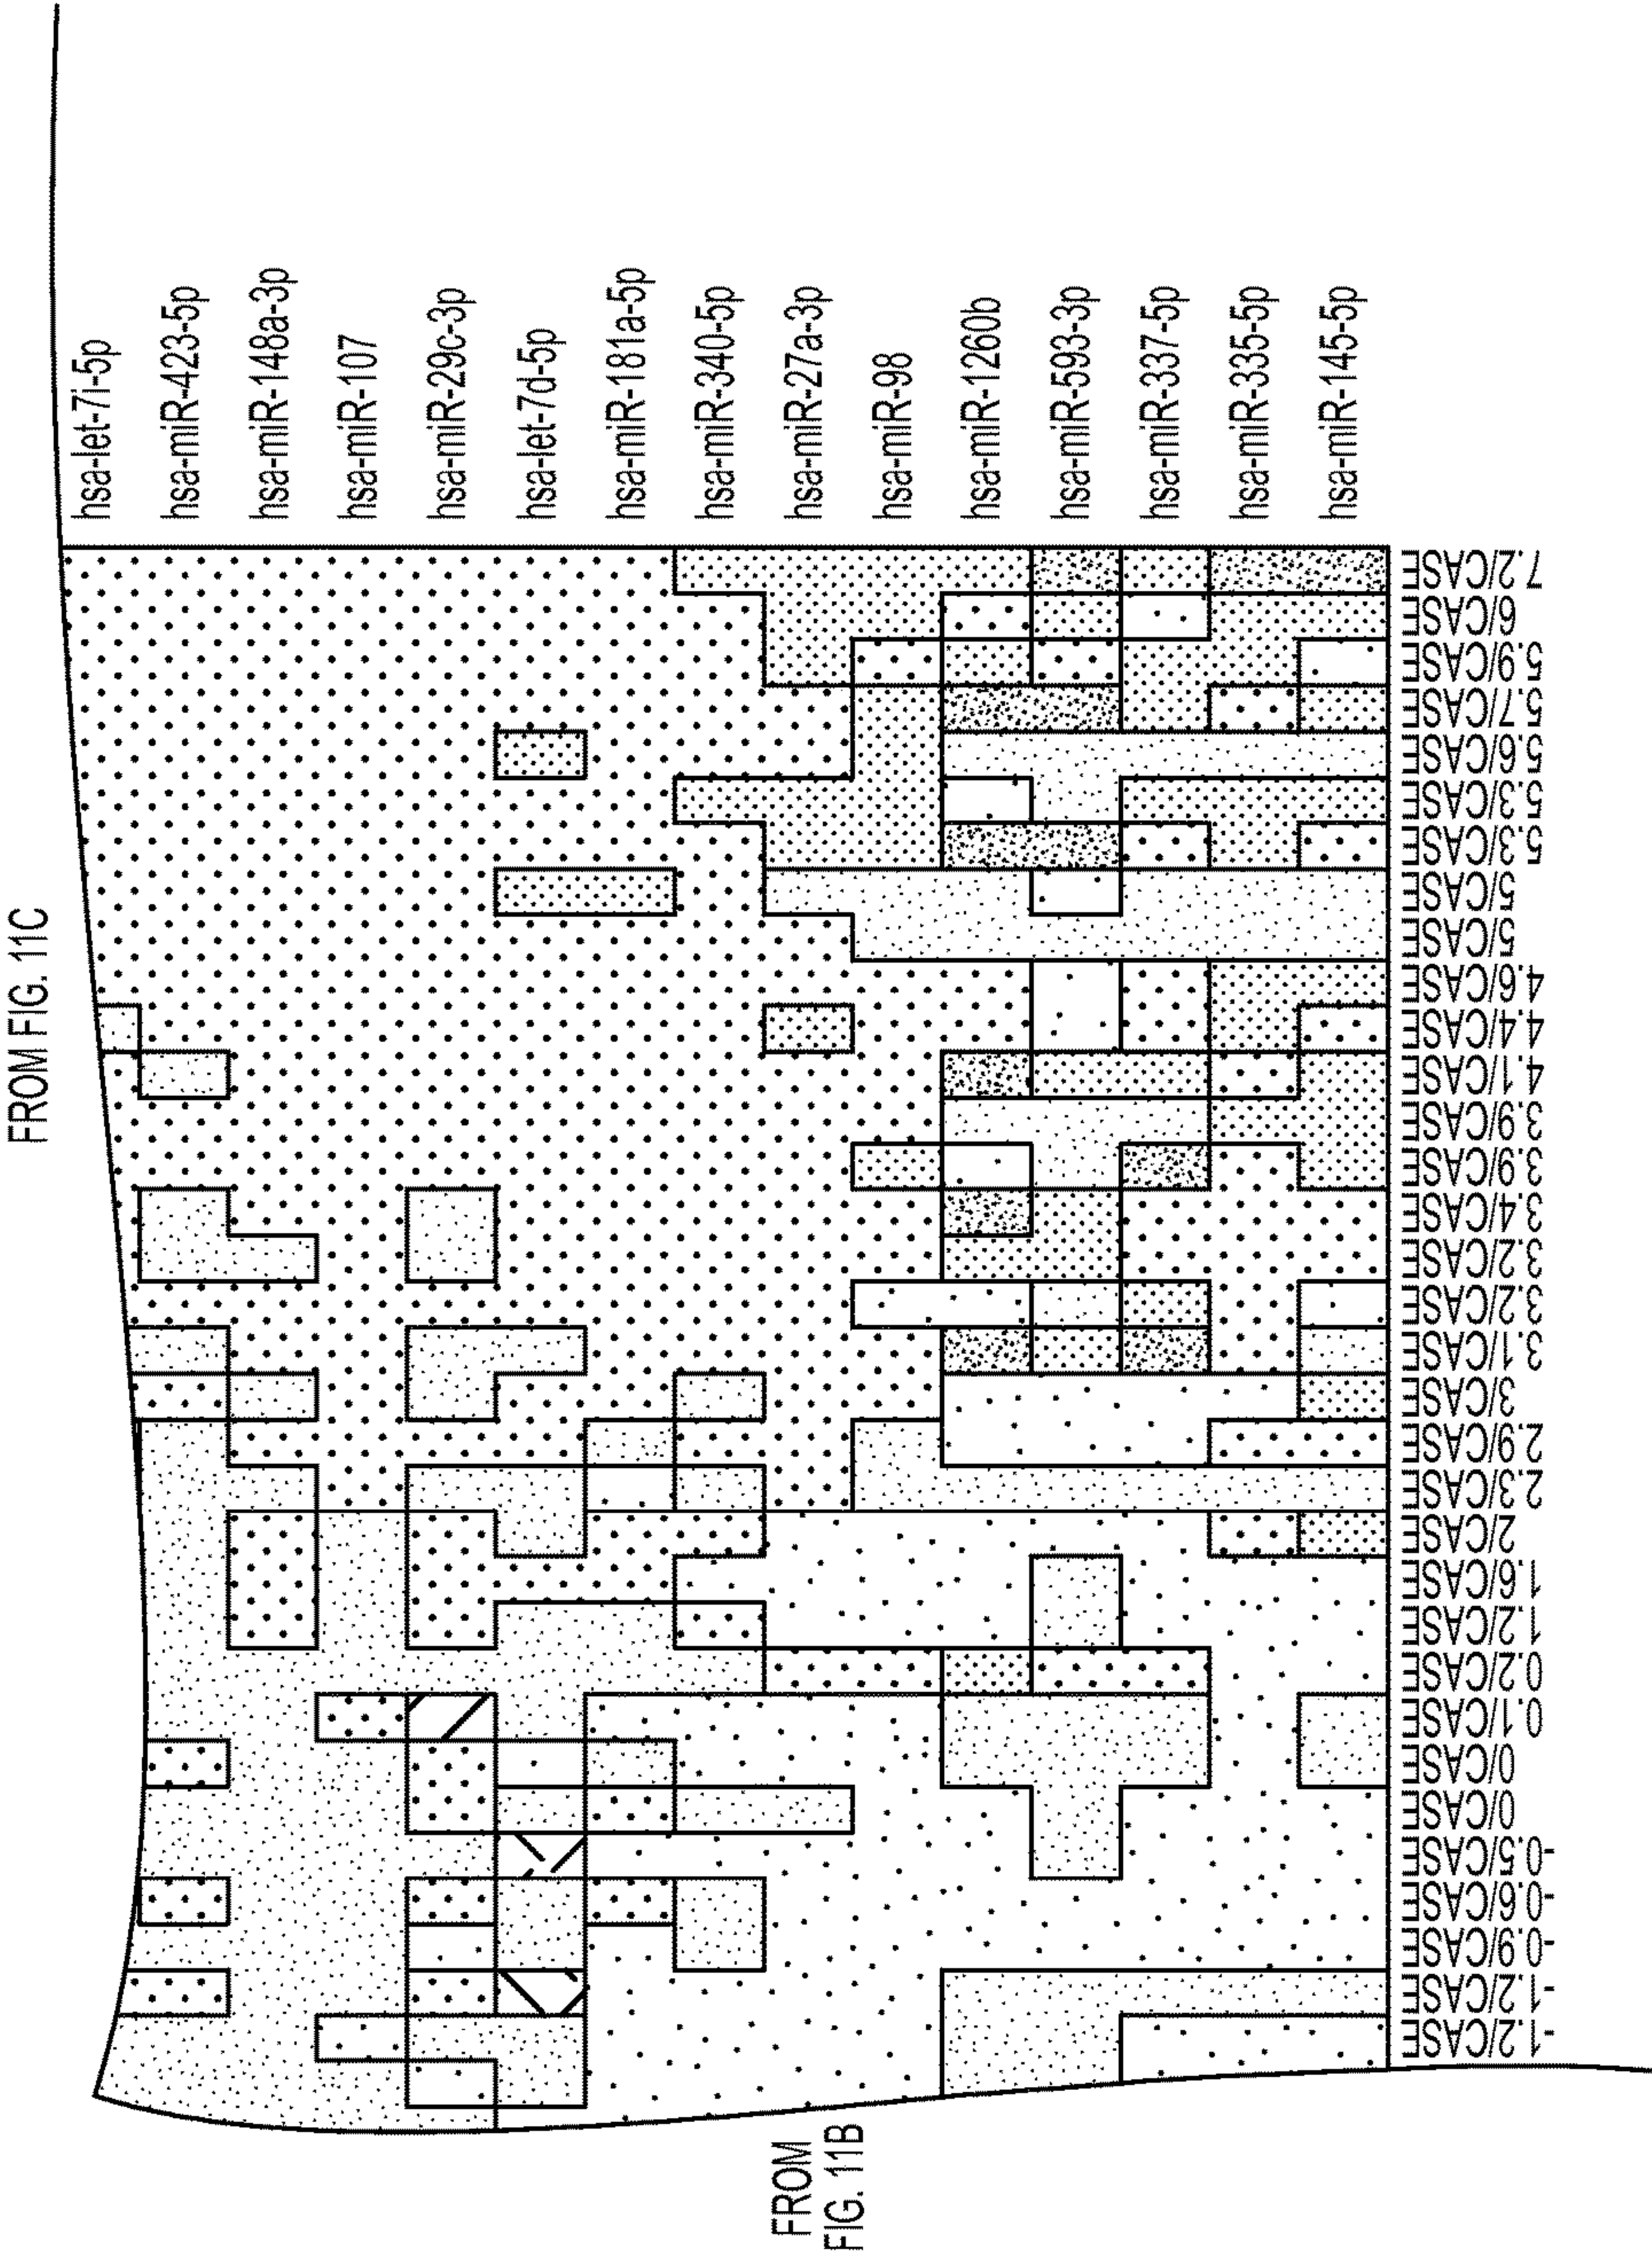 FROM FIG. 11C
hsa-let-7i-5p
hsa-miR-423-5p
hsa-miR-148a-3p
hsa-miR-107
hsa-miR-29c-3p
hsa-let-7d-5p
hsa-miR-181a-5p
hsa-miR-340-5p
hsa-miR-27a-3p
hsa-miR-98
hsa-miR-1260b
hsa-miR-593-3p
hsa-miR-337-5p
hsa-miR-335-5p
hsa-miR-145-5p
7.2/CASE
6/CASE
5.9/CASE
5.7/CASE
5.6/CASE
5.3/CASE
5.3/CASE
5/CASE
5/CASE
4.6/CASE
4.4/CASE
4.1/CASE
3.9/CASE
3.9/CASE
3.4/CASE
3.2/CASE
3.2/CASE
3.1/CASE
3/CASE
2.9/CASE
2.3/CASE
2/CASE
1.6/CASE
1.2/CASE
0.2/CASE
0.1/CASE
0/CASE
0/CASE
-0.5/CASE
-0.6/CASE
-0.9/CASE
-1.2/CASE
-1.2/CASE
FROM
FIG. 11B